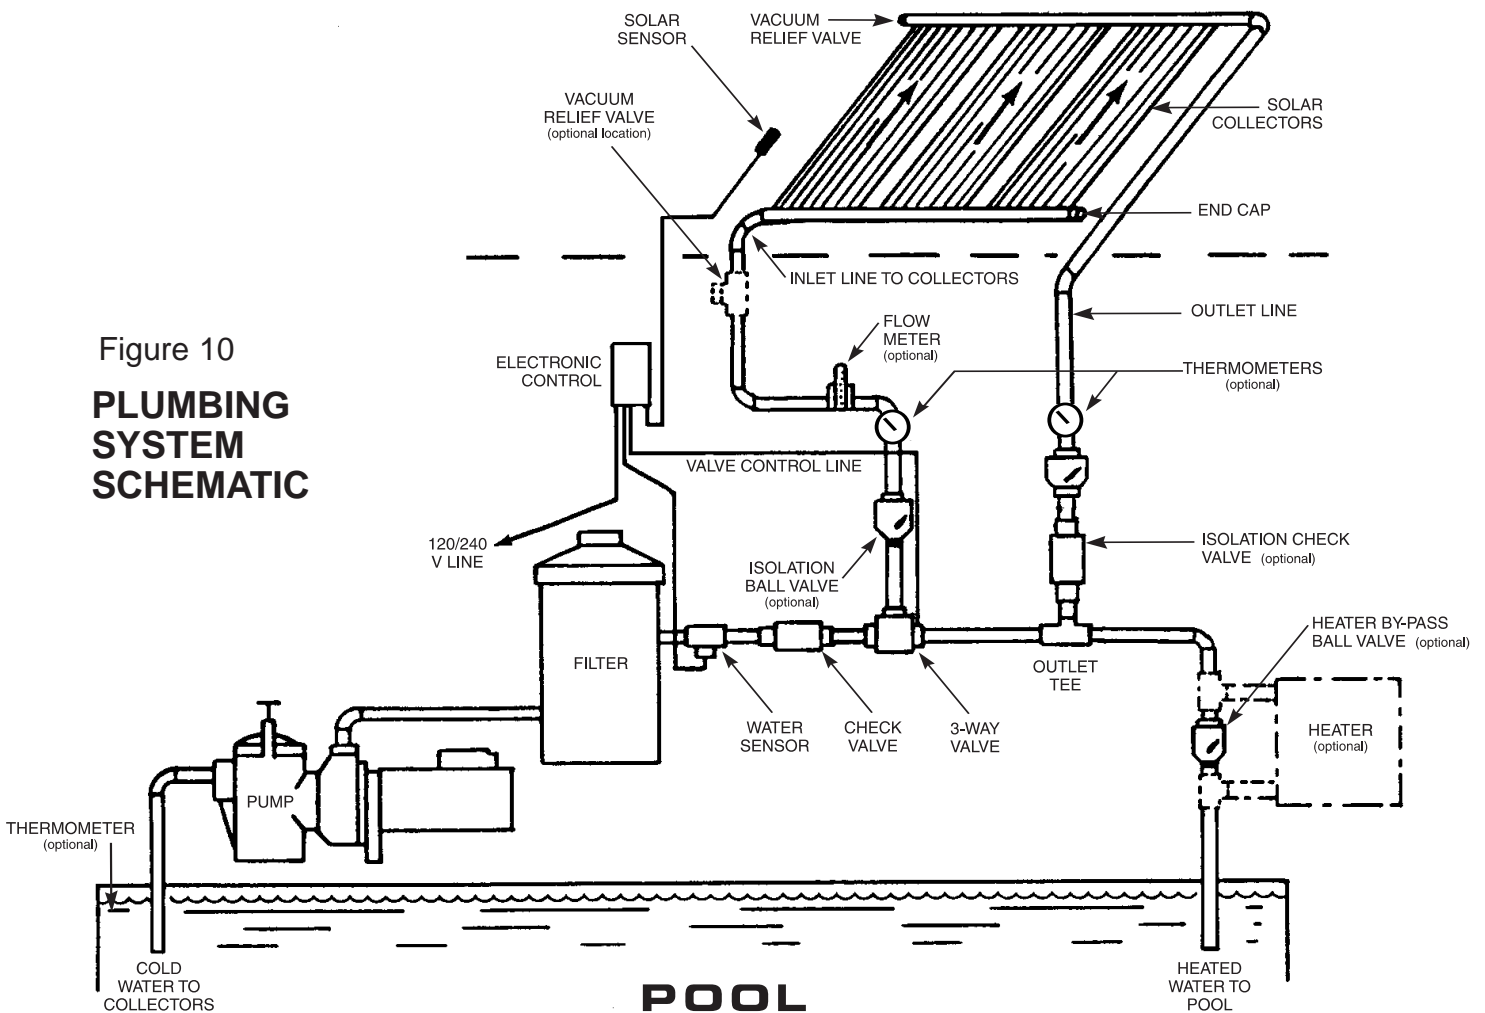 SOLAR
SENSOR
VACUUM
RELIEF VALVE
VACUUM
RELIEF VALVE
(optional location)
SOLAR
COLLECTORS
END CAP
INLET LINE TO COLLECTORS
OUTLET LINE
FLOW
METER
(optional)
Figure 10
PLUMBING
SYSTEM
SCHEMATIC
ELECTRONIC
CONTROL
THERMOMETERS
(optional)
VALVE CONTROL LINE
120/240
V LINE
ISOLATION
BALL VALVE
(optional)
ISOLATION CHECK
VALVE (optional)
HEATER BY-PASS
BALL VALVE (optional)
FILTER
OUTLET
TEE
WATER
SENSOR
CHECK
VALVE
3-WAY
VALVE
HEATER
(optional)
PUMP
THERMOMETER
(optional)
COLD
WATER TO
COLLECTORS
HEATED
WATER TO
POOL
POOL